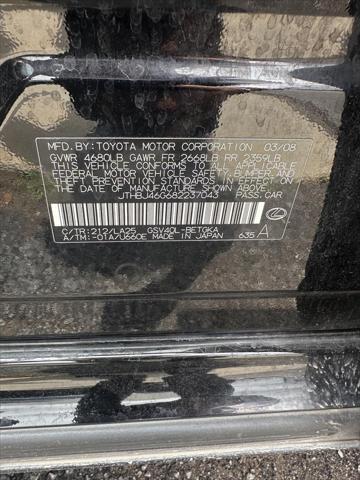 MFD. BY: TOYOTA MOTOR CORPORATION 03/08
GVWR 4680LB GAWR FR 2668LB RR 2359LB
THIS VEHICLE CONFORMS TO ALL APPLICABLE
FEDERAL MOTOR VEHICLE SAFETY, BUMPER, AND
THEFT PREVENTION STANDARDS IN EFFECT ON
THE DATE OF MANUFACTURE SHOWN ABOVE.
JTHBJ46G682237043 PASS. CAR
C/TR: 212/LA25 GSV40L-BETGKA
A/TM: -01A/U660E MADE IN JAPAN 635 A